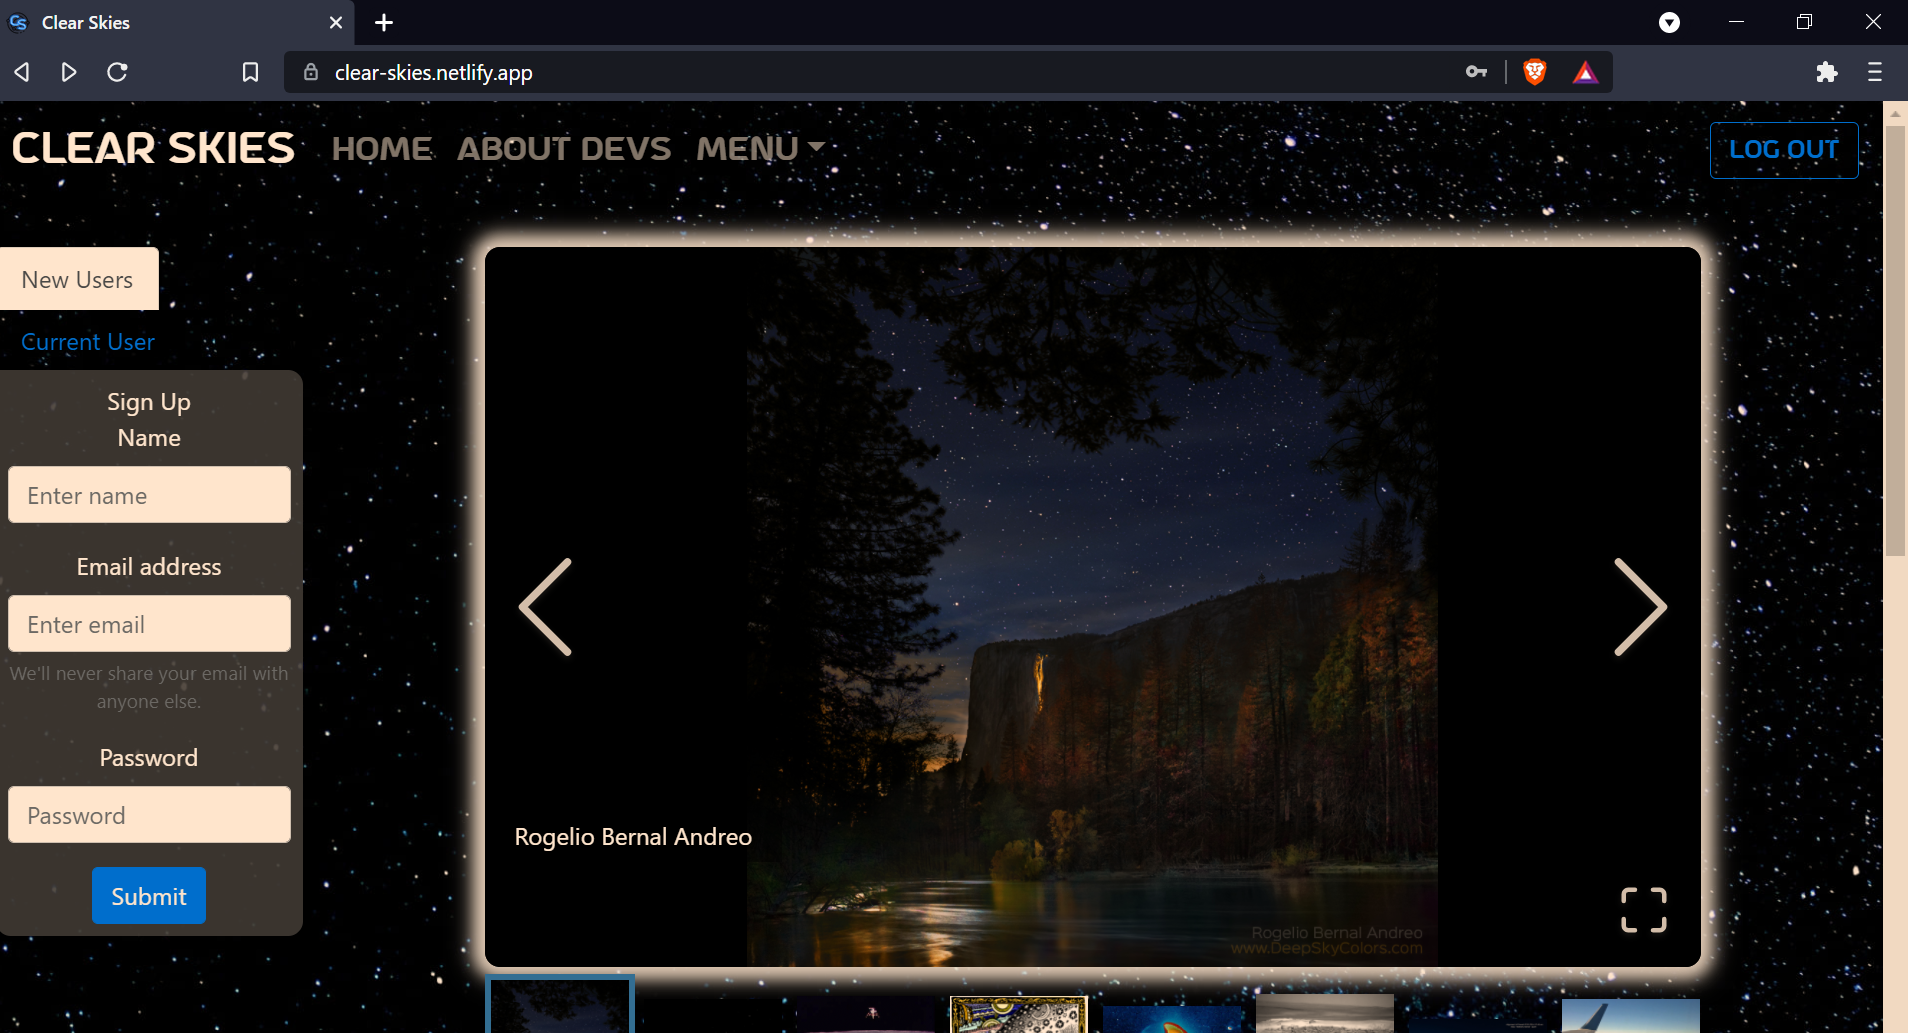 Clear Skies
clear-skies.netlify.app
CLEAR SKIES HOME ABOUT DEVS MENU LOG OUT
New Users
Current User
Sign Up
Name
Enter name
Email address
Enter email
We'll never share your email with
anyone else.
Password
Password
Submit
Rogelio Bernal Andreo
Rogelio Bernal Andreo
www.DeepSkyColors.com